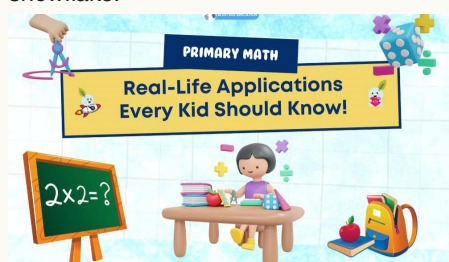 PRIMARY MATH
Real-Life Applications
Every Kid Should Know!
2x2=?